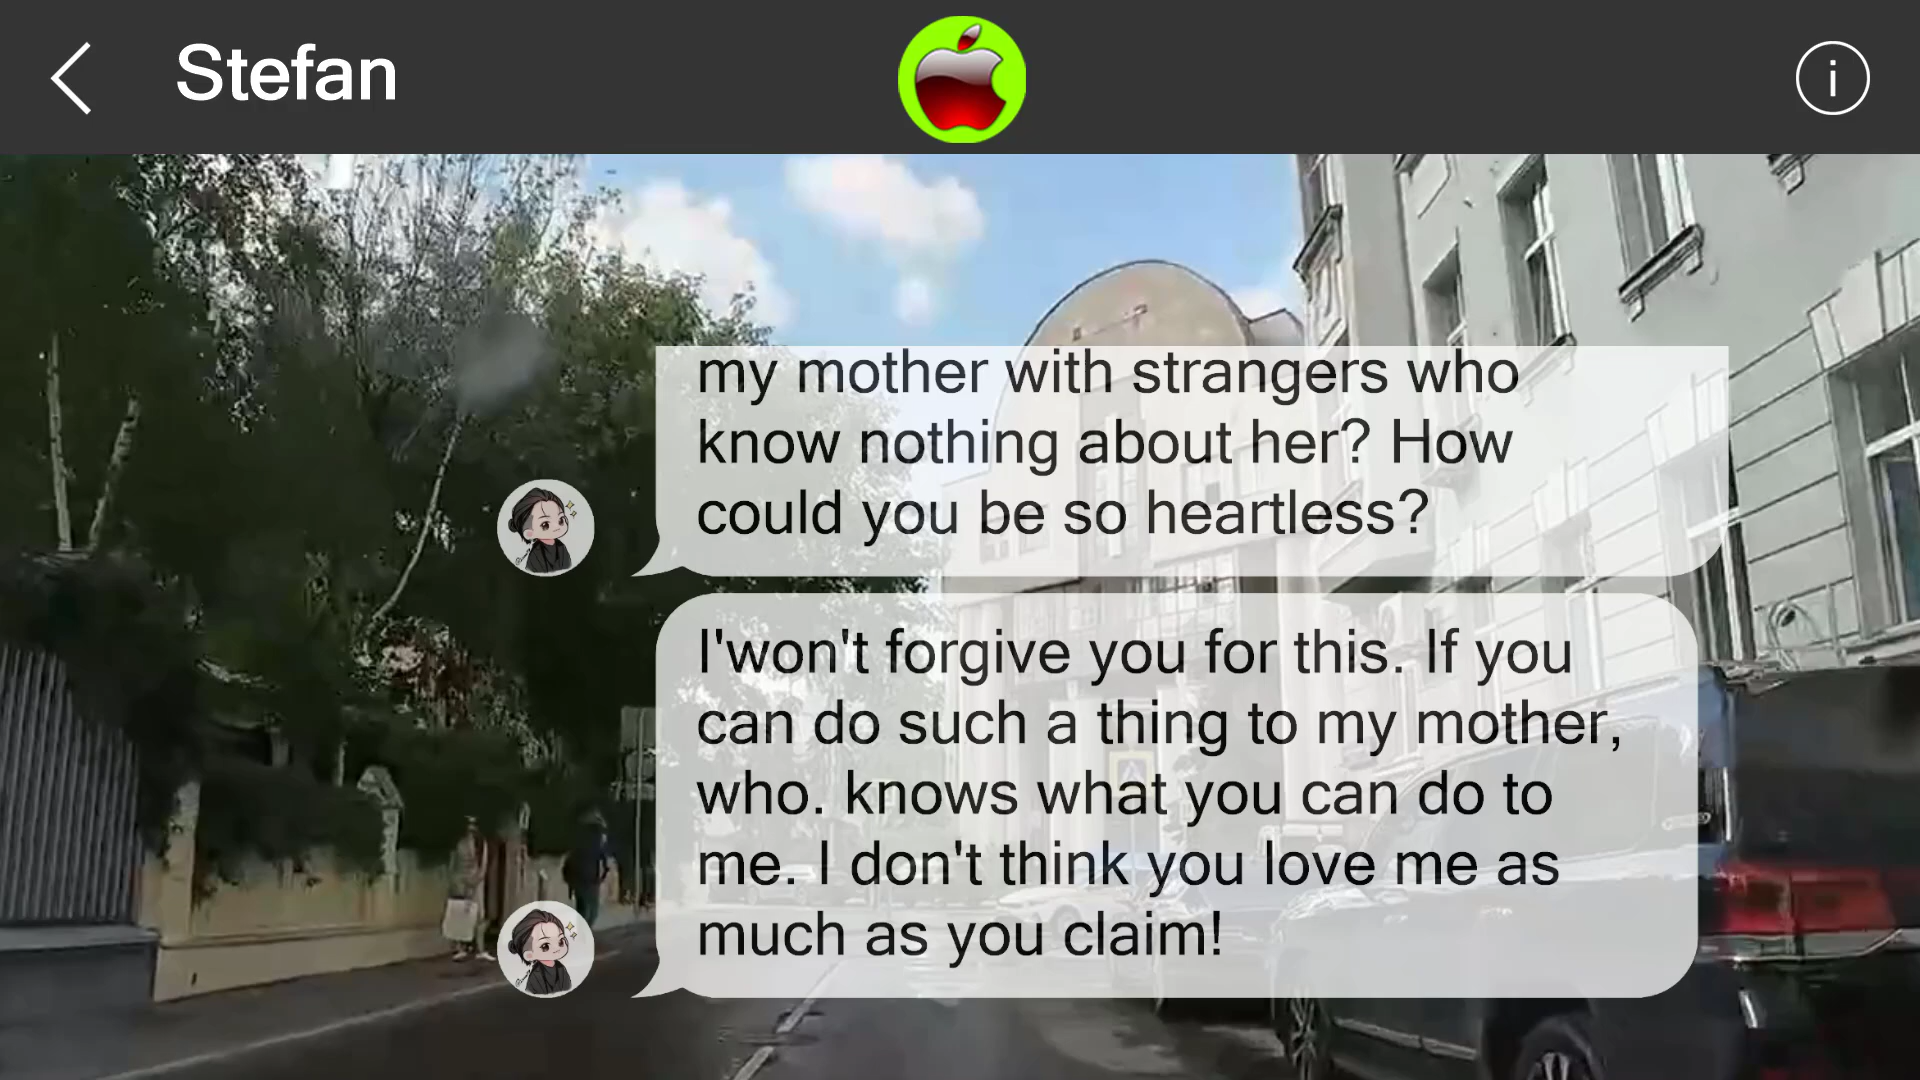 Stefan
i
my mother with strangers who
know nothing about her? How
could you be so heartless?
I'won't forgive you for this. If you
can do such a thing to my mother,
who. knows what you can do to
me. I don't think you love me as
much as you claim!